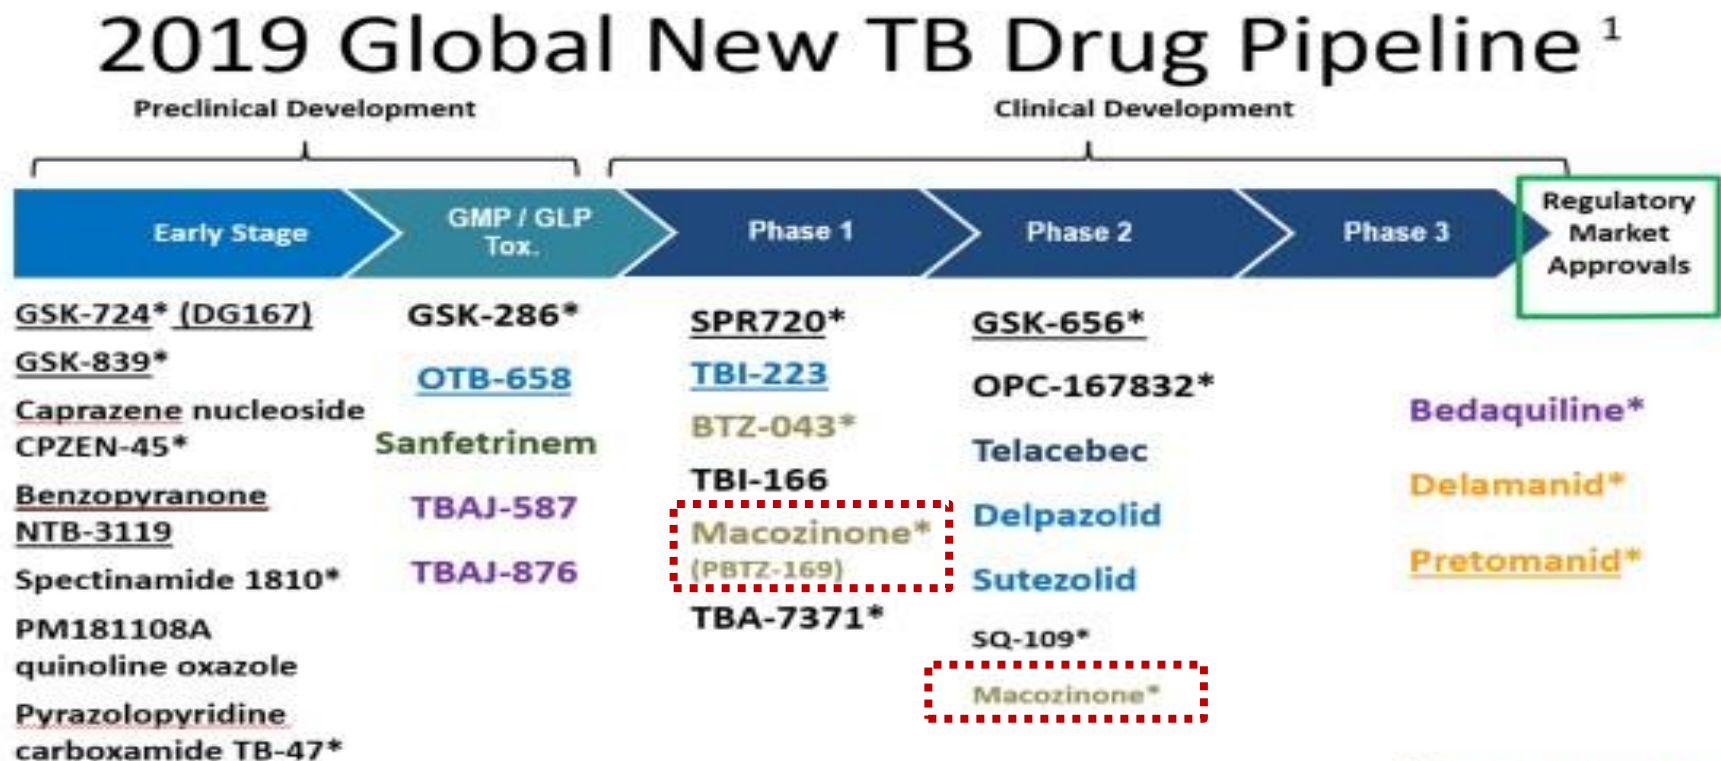 2019 Global New TB Drug Pipeline 1
Preclinical Development
Clinical Development
Early Stage
GMP / GLP
Tox.
Phase 1
Phase 2
Phase 3
Regulatory
Market
Approvals
GSK-724* (DG167)
GSK-839*
Caprazene nucleoside
CPZEN-45*
Benzopyranone
NTB-3119
Spectinamide 1810*
PM181108A
quinoline oxazole
Pyrazolopyridine
carboxamide TB-47*
GSK-286*
OTB-658
Sanfetrinem
TBAJ-587
TBAJ-876
SPR720*
TBI-223
BTZ-043*
TBI-166
Macozinone*
(PBTZ-169)
TBA-7371*
GSK-656*
OPC-167832*
Telacebec
Delpazolid
Sutezolid
SQ-109*
Macozinone*
Bedaquiline*
Delamanid*
Pretomanid*